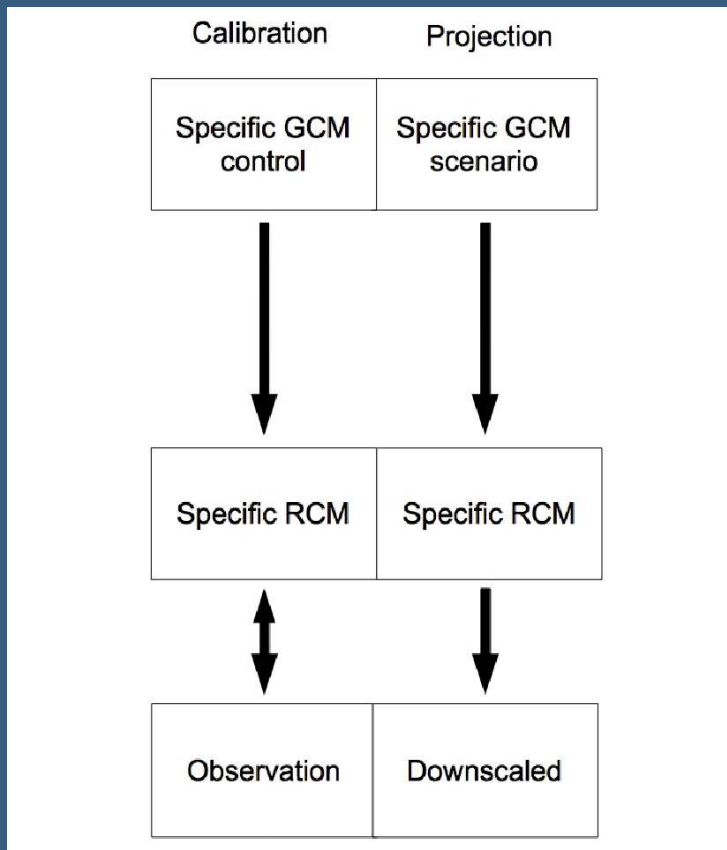 Calibration Projection
Specific GCM
control
Specific GCM
scenario
Specific RCM
Specific RCM
Observation
Downscaled